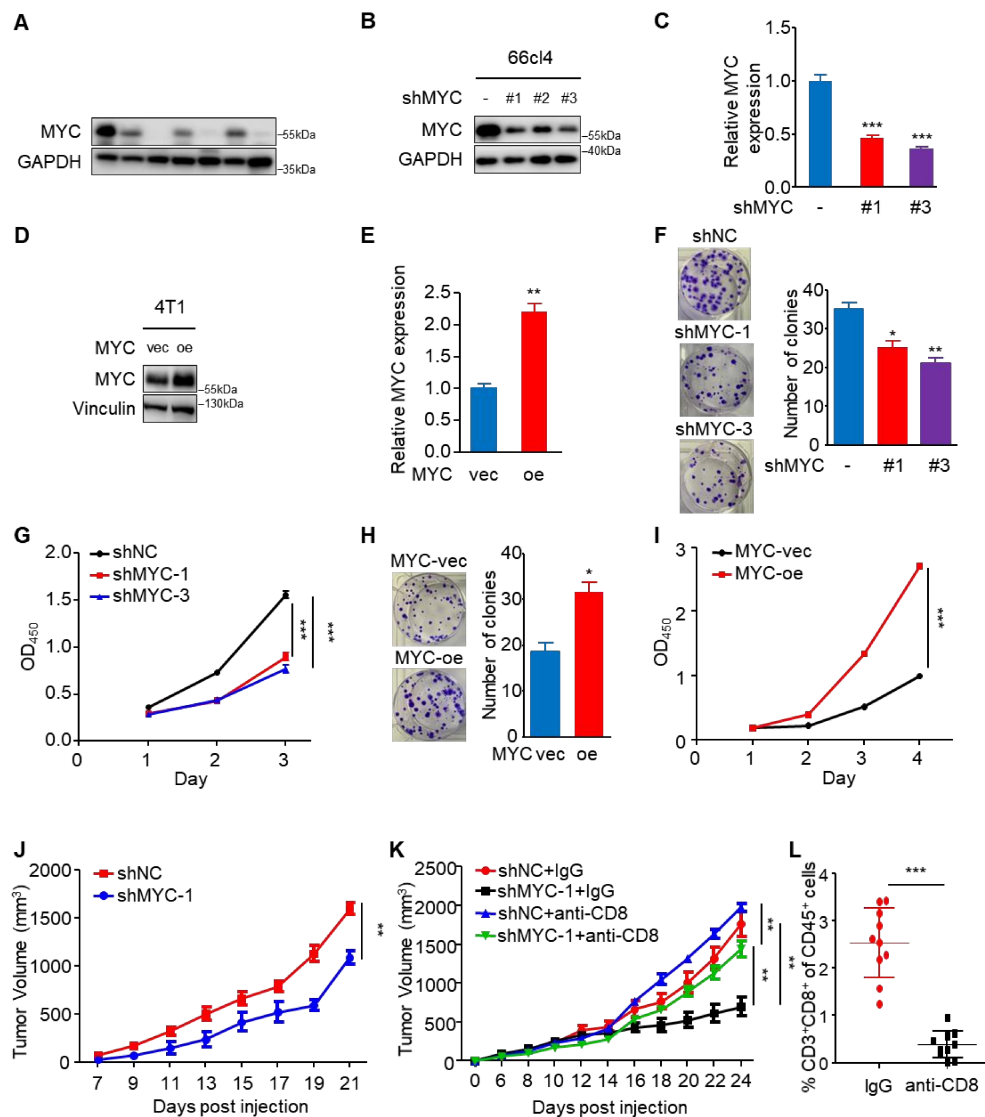 A
MYC
GAPDH
–55kDa
–35kDa
B
66cl4
shMYC - #1 #2 #3
MYC
GAPDH
–55kDa
–40kDa
C
Relative MYC
expression
1.5
1.0
0.5
0.0
*** ***
shMYC - #1 #3
D
4T1
MYC vec oe
MYC
Vinculin
–55kDa
–130kDa
E
Relative MYC expression
2.5
2.0
1.5
1.0
0.5
0.0
**
MYC vec oe
F
shNC
shMYC-1
shMYC-3
Number of clonies
40
30
20
10
0
* **
shMYC - #1 #3
G
shNC
shMYC-1
shMYC-3
OD450
2.0
1.5
1.0
0.5
0.0
*** ***
0 1 2 3
Day
H
MYC-vec
MYC-oe
Number of clonies
40
30
20
10
0
*
MYC vec oe
I
MYC-vec
MYC-oe
OD450
3
2
1
0
***
0 1 2 3 4
Day
J
shNC
shMYC-1
Tumor Volume (mm³)
2000
1500
1000
500
0
**
7 9 11 13 15 17 19 21
Days post injection
K
shNC+IgG
shMYC-1+IgG
shNC+anti-CD8
shMYC-1+anti-CD8
Tumor Volume (mm³)
2500
2000
1500
1000
500
0
** ** **
0 6 8 10 12 14 16 18 20 22 24
Days post injection
L
% CD3⁺CD8⁺ of CD45⁺ cells
4
3
2
1
0
***
IgG anti-CD8